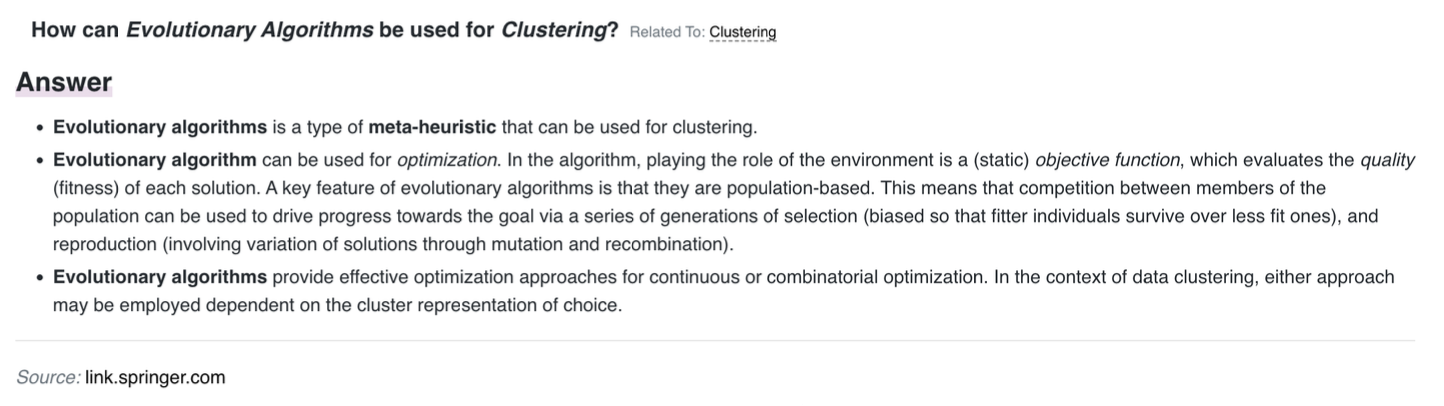 How can Evolutionary Algorithms be used for Clustering? Related To: Clustering
Answer
• Evolutionary algorithms is a type of meta-heuristic that can be used for clustering.
• Evolutionary algorithm can be used for optimization. In the algorithm, playing the role of the environment is a (static) objective function, which evaluates the quality
(fitness) of each solution. A key feature of evolutionary algorithms is that they are population-based. This means that competition between members of the
population can be used to drive progress towards the goal via a series of generations of selection (biased so that fitter individuals survive over less fit ones), and
reproduction (involving variation of solutions through mutation and recombination).
• Evolutionary algorithms provide effective optimization approaches for continuous or combinatorial optimization. In the context of data clustering, either approach
may be employed dependent on the cluster representation of choice.
Source: link.springer.com